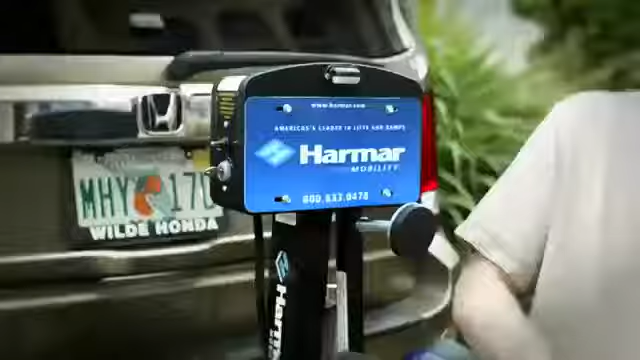 www.harmar.com
AMERICA'S LEADER IN LIFTS AND RAMPS
Harmar
MOBILITY
800.833.0478
MHY 170
WILDE HONDA
Harmar